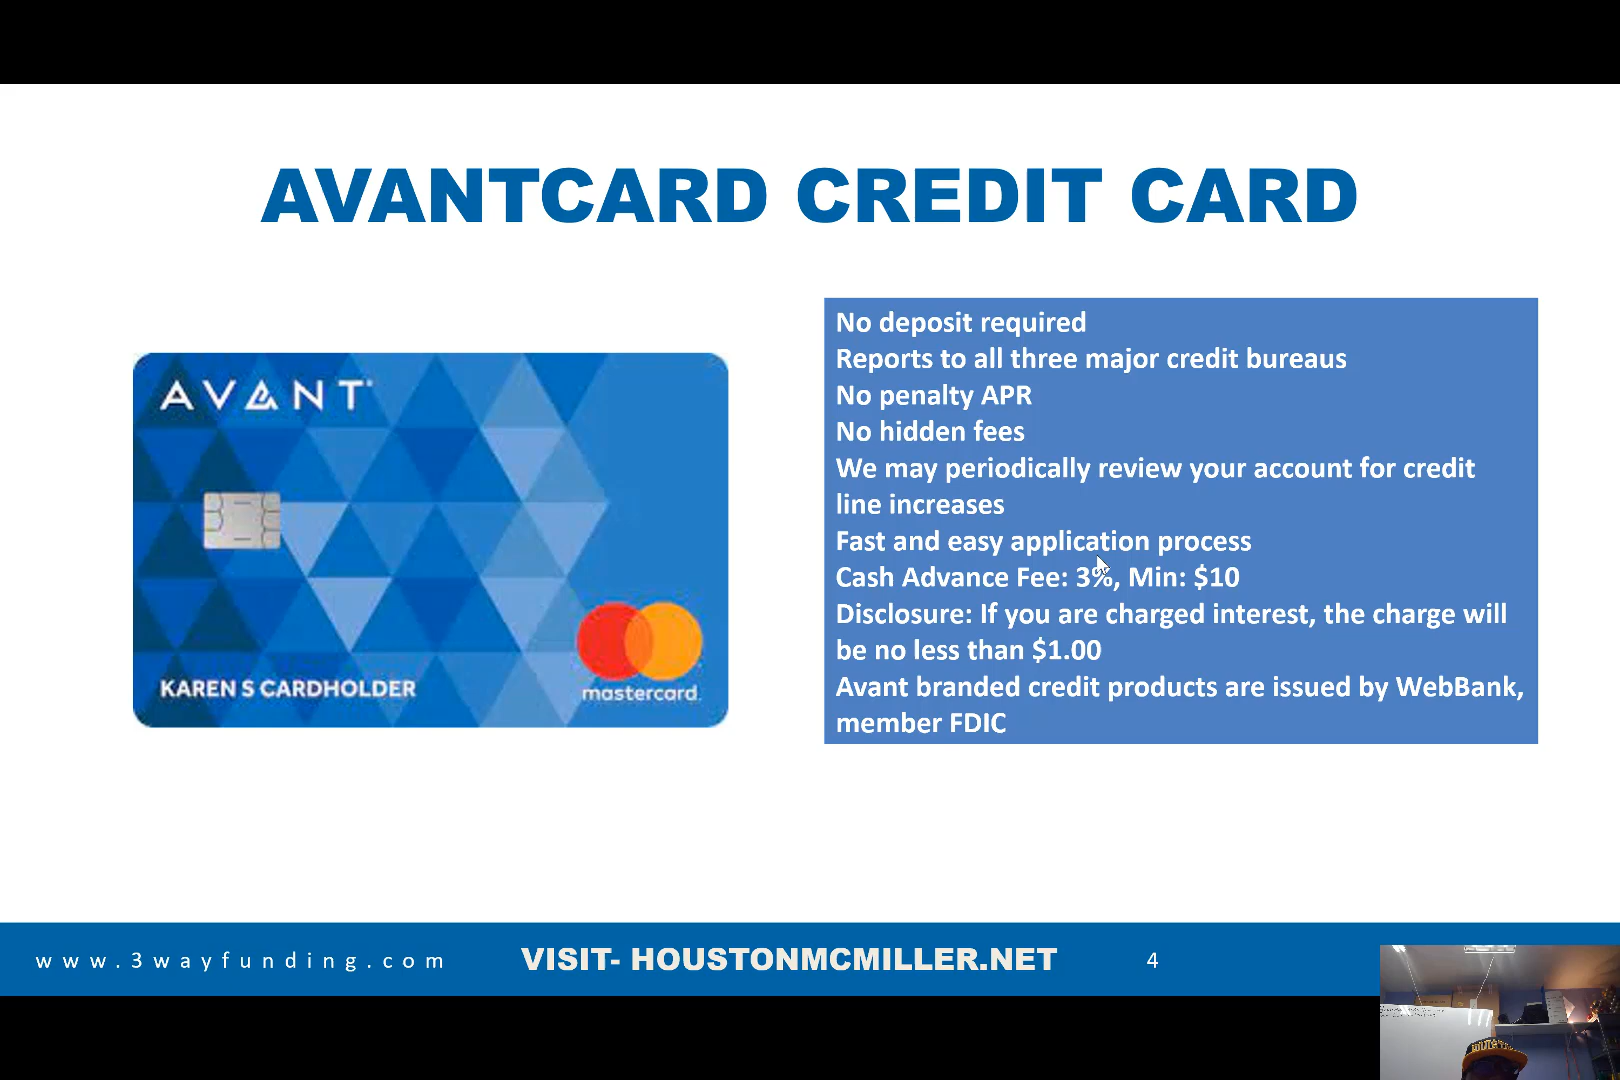 AVANTCARD CREDIT CARD
AVANT
KAREN S CARDHOLDER
mastercard.
No deposit required
Reports to all three major credit bureaus
No penalty APR
No hidden fees
We may periodically review your account for credit
line increases
Fast and easy application process
Cash Advance Fee: 3%, Min: $10
Disclosure: If you are charged interest, the charge will
be no less than $1.00
Avant branded credit products are issued by WebBank,
member FDIC
www.3wayfunding.com
VISIT- HOUSTONMCMILLER.NET
4